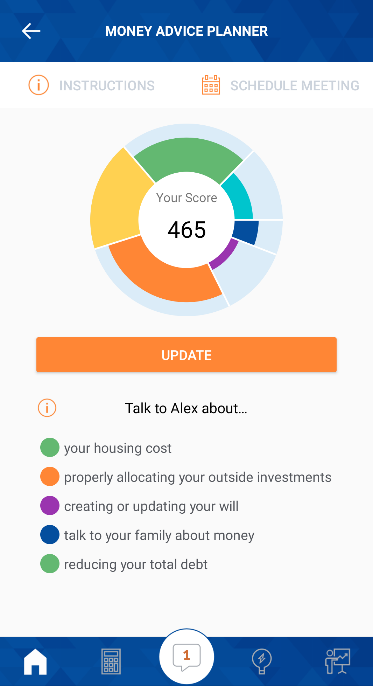 MONEY ADVICE PLANNER
INSTRUCTIONS
SCHEDULE MEETING
Your Score
465
UPDATE
Talk to Alex about...
your housing cost
properly allocating your outside investments
creating or updating your will
talk to your family about money
reducing your total debt
1